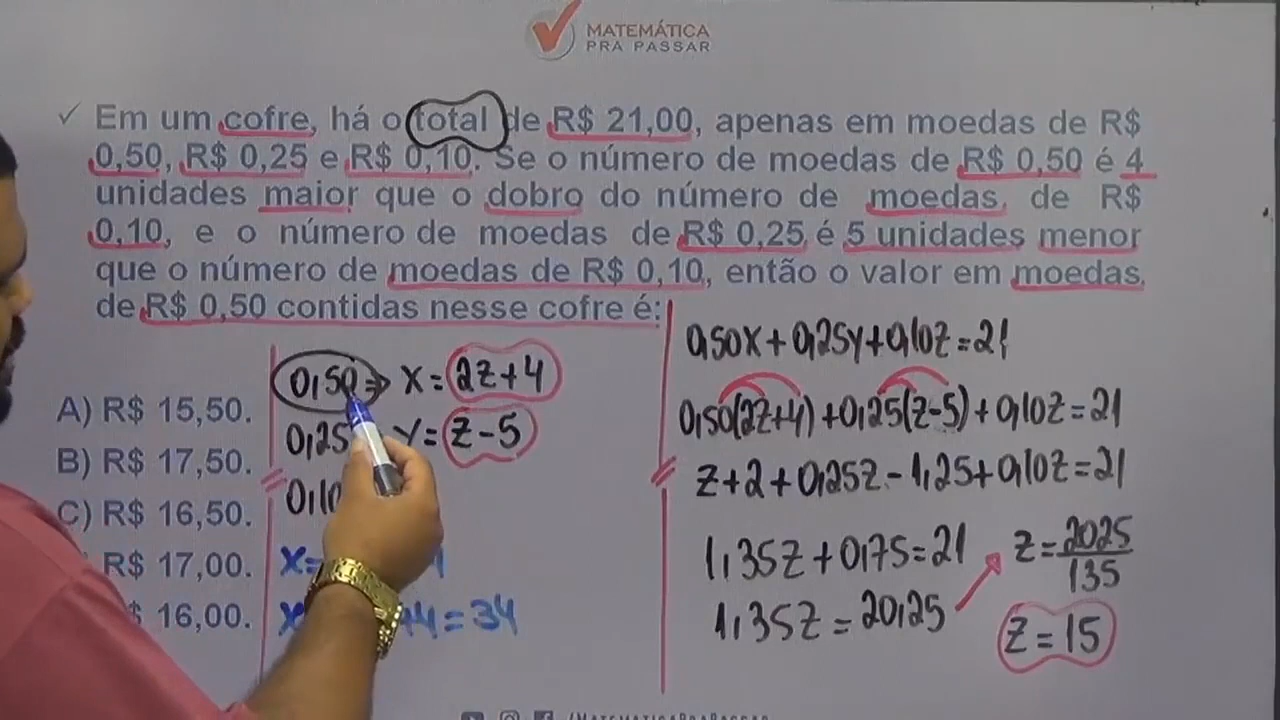 MATEMÁTICA
PRA PASSAR
✓ Em um cofre, há o total de R$ 21,00, apenas em moedas de R$
0,50, R$ 0,25 e R$ 0,10. Se o número de moedas de R$ 0,50 é 4
unidades maior que o dobro do número de moedas, de R$
0,10, e o número de moedas de R$ 0,25 é 5 unidades menor
que o número de moedas de R$ 0,10, então o valor em moedas,
de R$ 0,50 contidas nesse cofre é:
A) R$ 15,50.
B) R$ 17,50.
C) R$ 16,50.
R$ 17,00.
$ 16,00.
0,50 ⇒ X = 2Z + 4
0,25 Y = Z - 5
0,10
X=
X +4 = 34
0,50X + 0,25Y + 0,10Z = 21
0,50(2Z+4) + 0,25(Z-5) + 0,10Z = 21
Z + 2 + 0,25Z - 1,25 + 0,10Z = 21
1,35Z + 0,75 = 21
1,35Z = 20,25
Z = 2025
135
Z = 15
/MATEMATICAPRAPASSAR